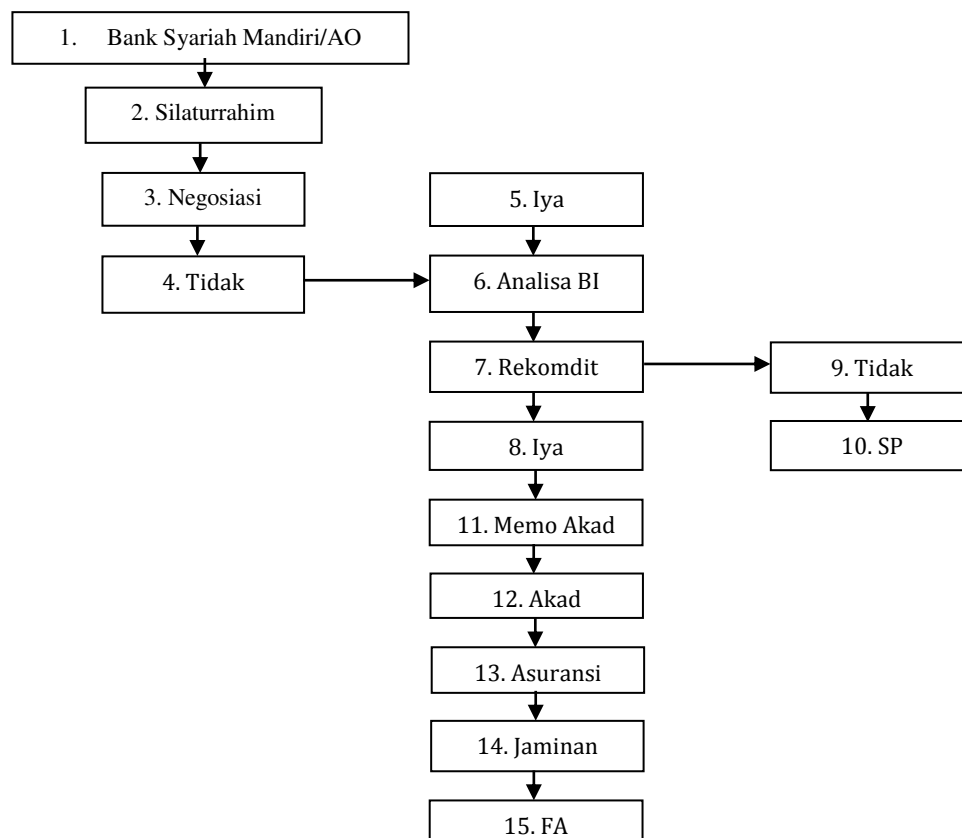 1. Bank Syariah Mandiri/AO
2. Silaturrahim
3. Negosiasi
4. Tidak
5. Iya
6. Analisa BI
7. Rekomdit
8. Iya
9. Tidak
10. SP
11. Memo Akad
12. Akad
13. Asuransi
14. Jaminan
15. FA